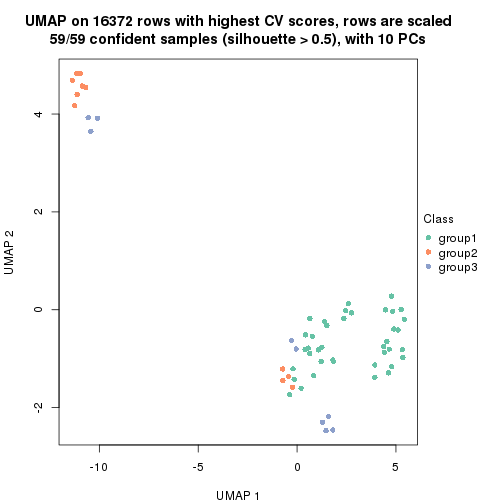 UMAP on 16372 rows with highest CV scores, rows are scaled
59/59 confident samples (silhouette > 0.5), with 10 PCs
4
2
0
-2
UMAP 2
-10
-5
0
5
UMAP 1
Class
group1
group2
group3